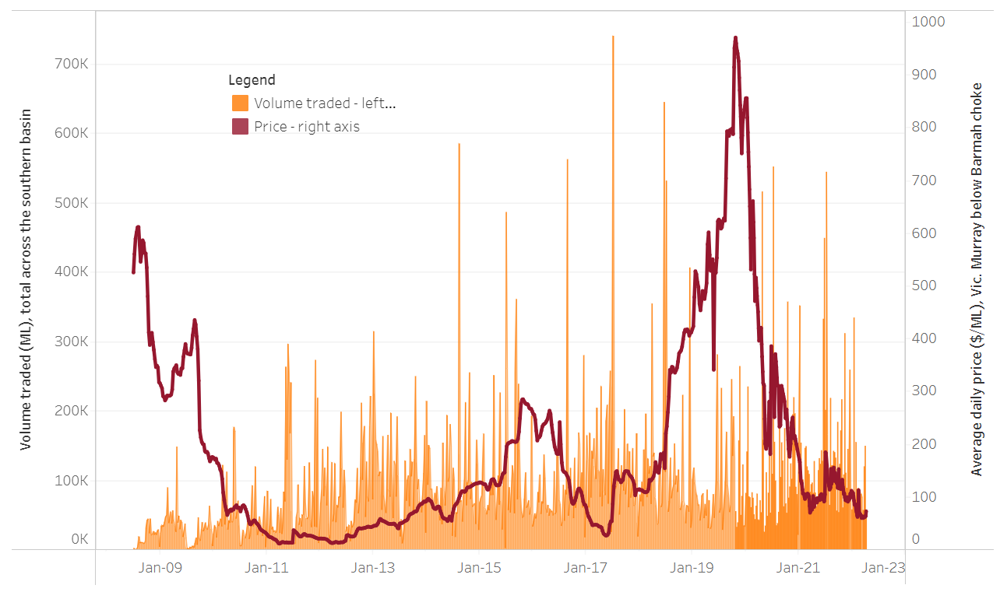 Volume traded (ML), total across the southern basin
700K
600K
500K
400K
300K
200K
100K
0K
Legend
Volume traded - left...
Price - right axis
1000
900
800
700
600
500
400
300
200
100
0
Average daily price ($/ML), Vic. Murray below Barmah choke
Jan-09
Jan-11
Jan-13
Jan-15
Jan-17
Jan-19
Jan-21
Jan-23